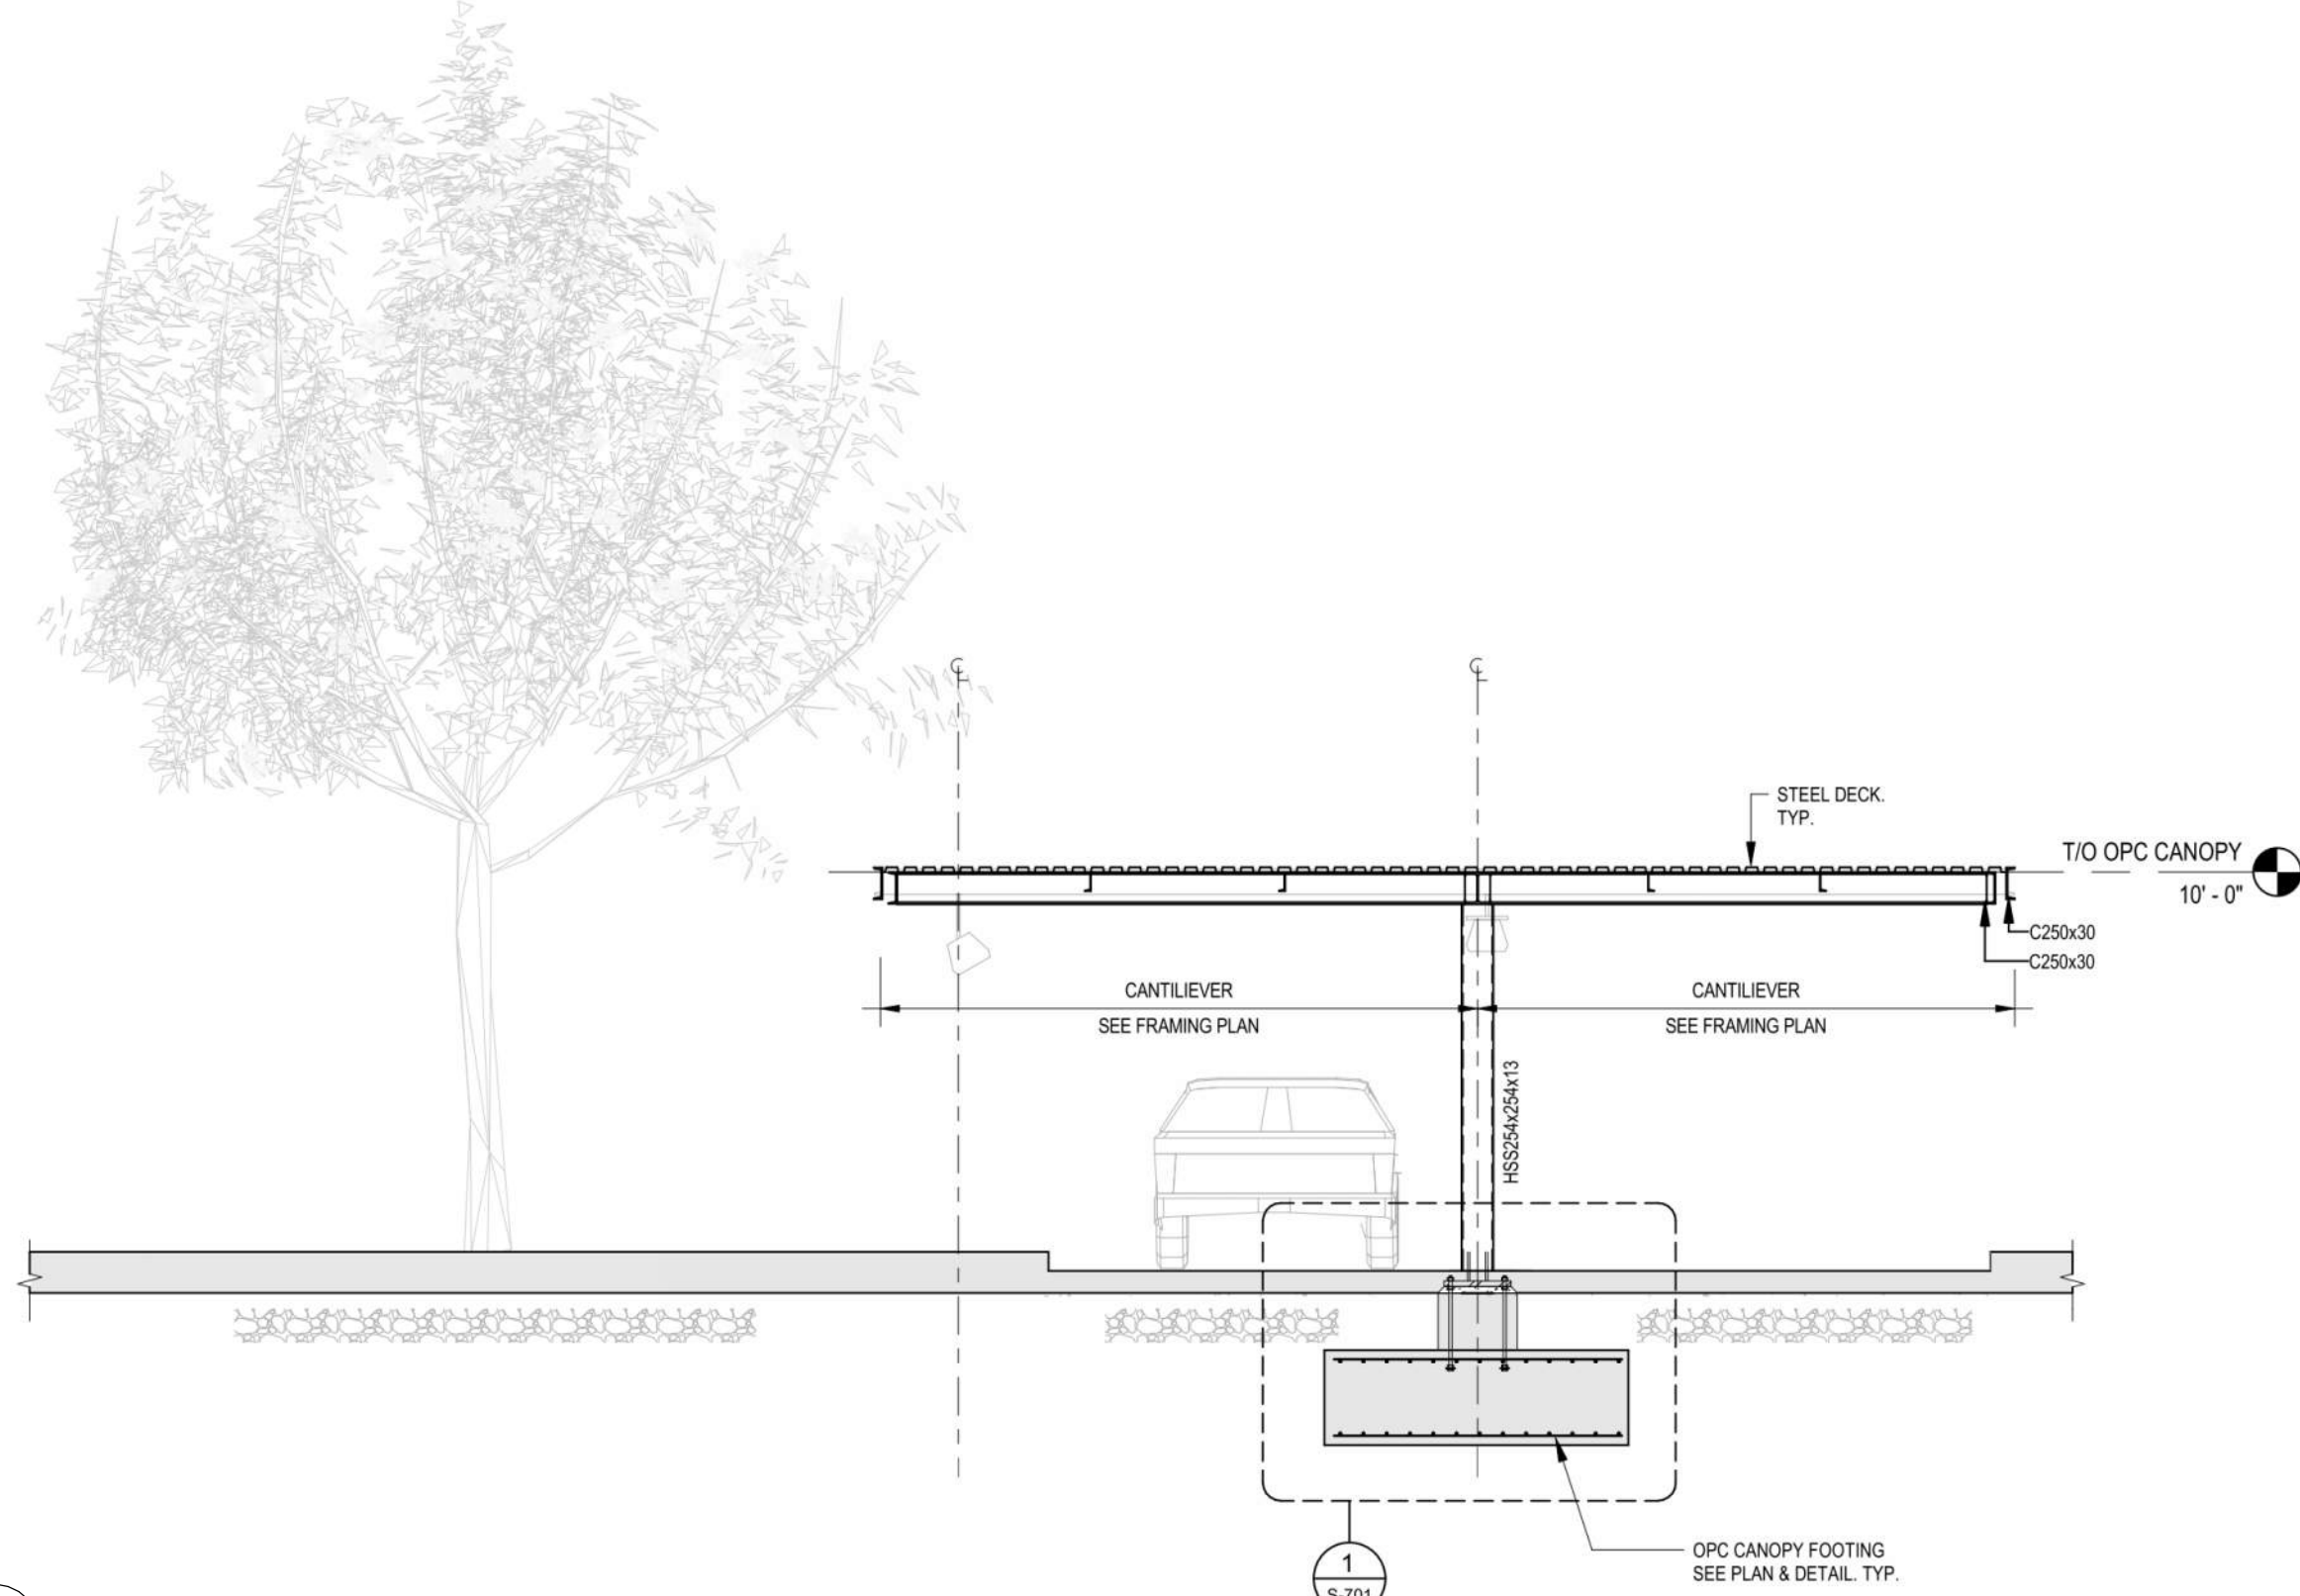 ℄
℄
STEEL DECK.
TYP.
T/O OPC CANOPY
10' - 0"
C250x30
C250x30
CANTILIEVER
SEE FRAMING PLAN
CANTILIEVER
SEE FRAMING PLAN
HSS254x254x13
OPC CANOPY FOOTING
SEE PLAN & DETAIL. TYP.
1
S-701